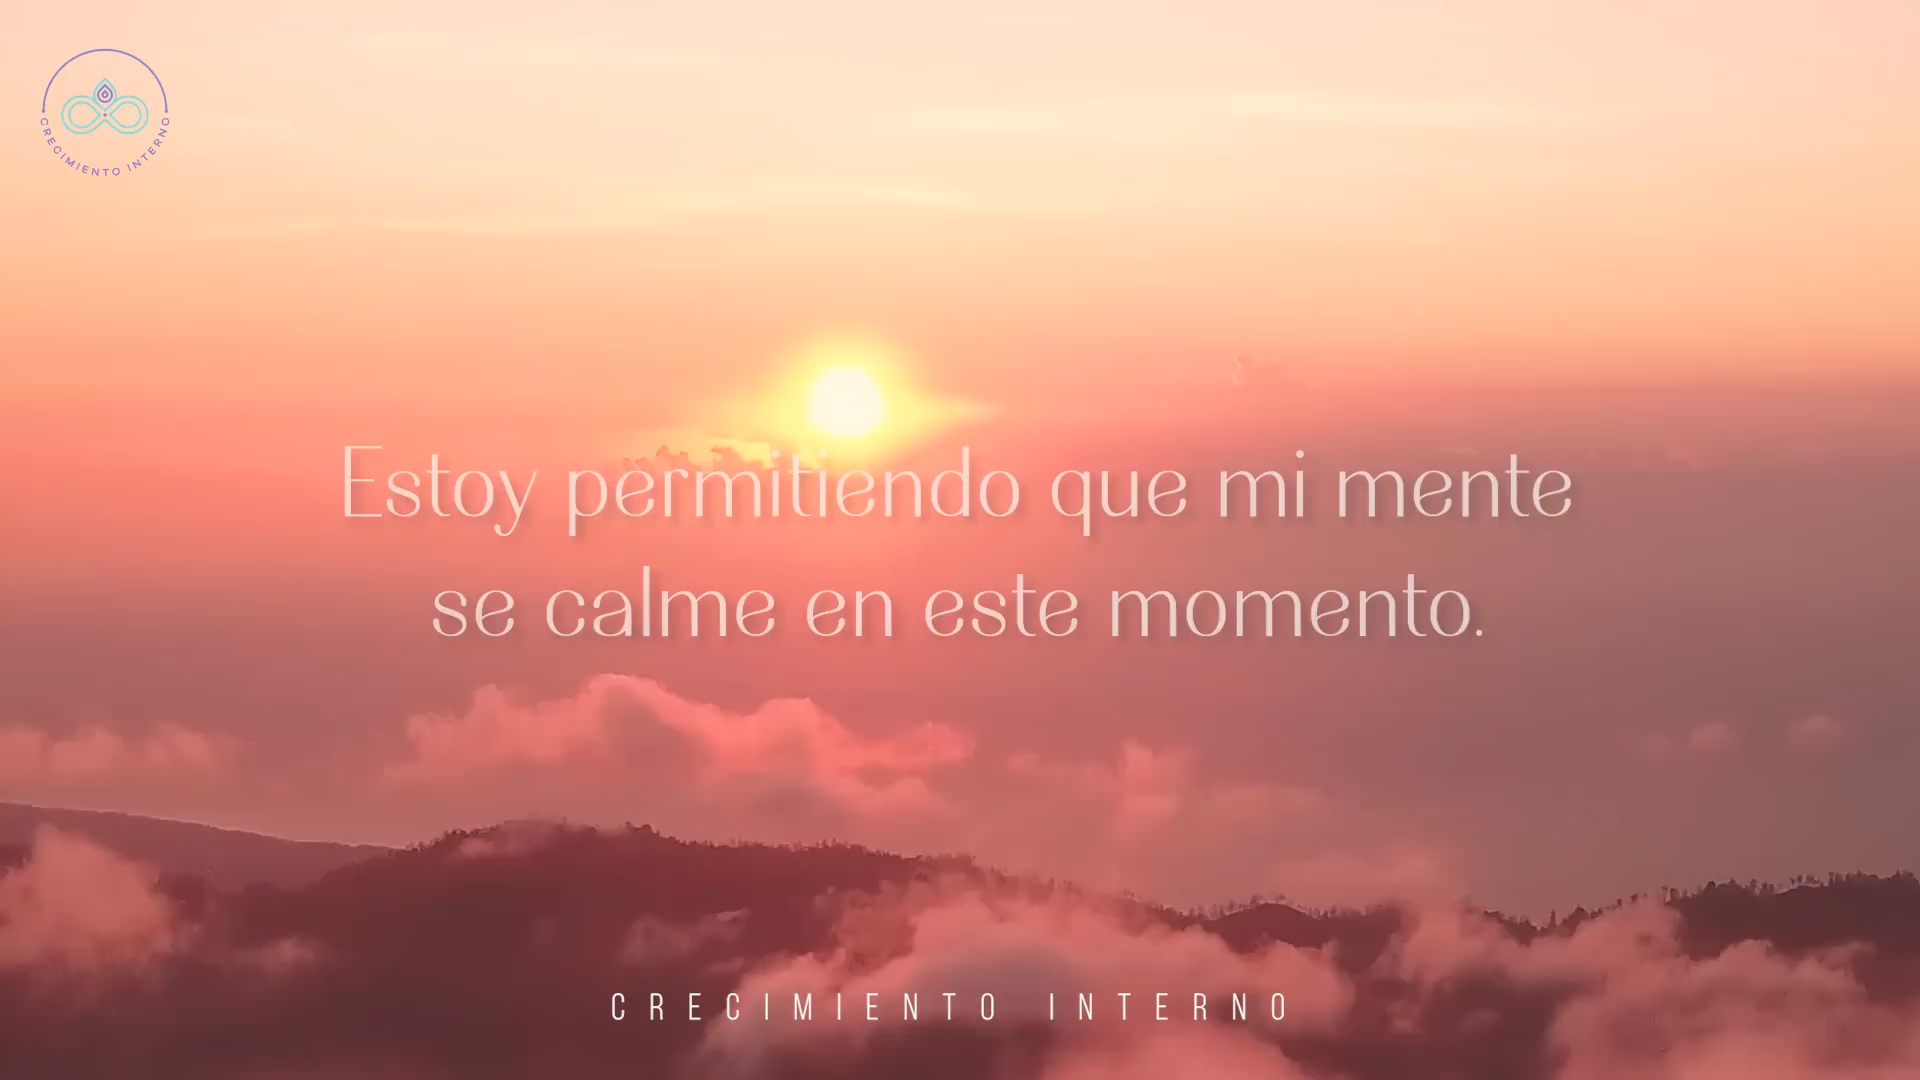 CRECIMIENTO INTERNO
Estoy permitiendo que mi mente
se calme en este momento.
CRECIMIENTO INTERNO